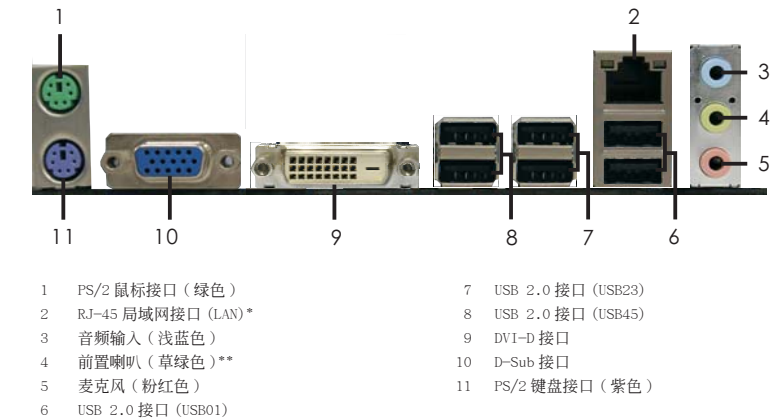 1
2
3
4
5
11
10
9
8
7
6
1 PS/2 鼠标接口 ( 绿色 )
2 RJ-45 局域网接口 (LAN)*
3 音频输入 ( 浅蓝色 )
4 前置喇叭 ( 草绿色 )**
5 麦克风 ( 粉红色 )
6 USB 2.0 接口 (USB01)
7 USB 2.0 接口 (USB23)
8 USB 2.0 接口 (USB45)
9 DVI-D 接口
10 D-Sub 接口
11 PS/2 键盘接口 ( 紫色 )